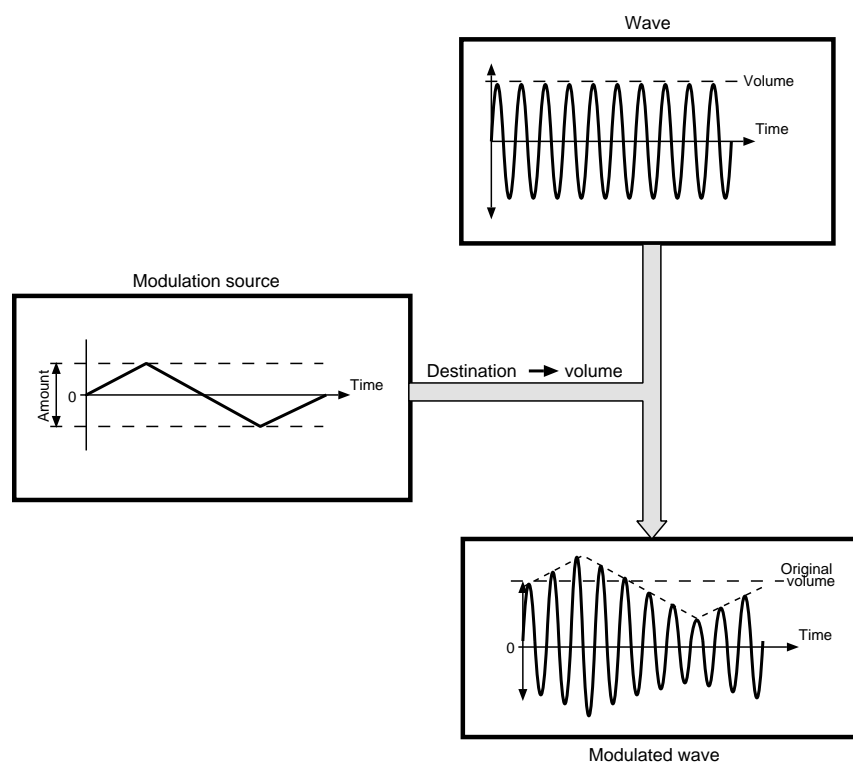 Wave
Volume
Time
Modulation source
Amount
0
Time
Destination → volume
Original
volume
0
Time
Modulated wave